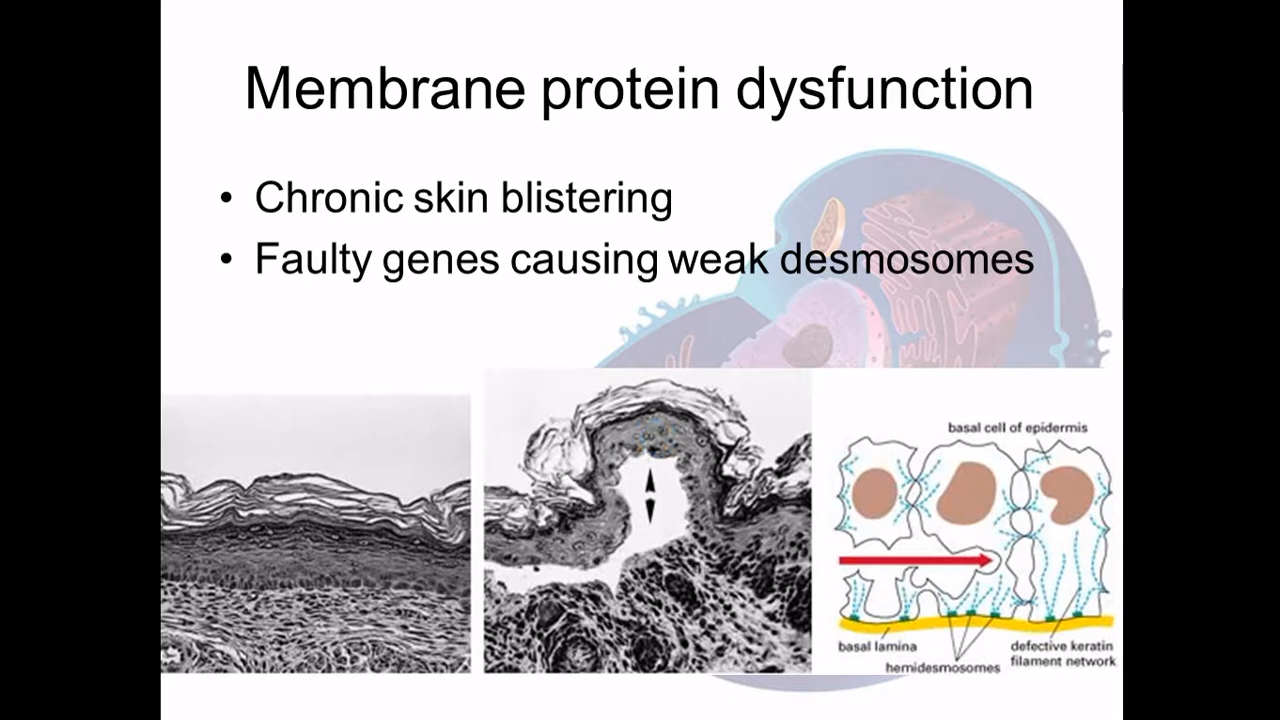 Membrane protein dysfunction
• Chronic skin blistering
• Faulty genes causing weak desmosomes
basal cell of epidermis
basal lamina
hemidesmosomes
defective keratin
filament network